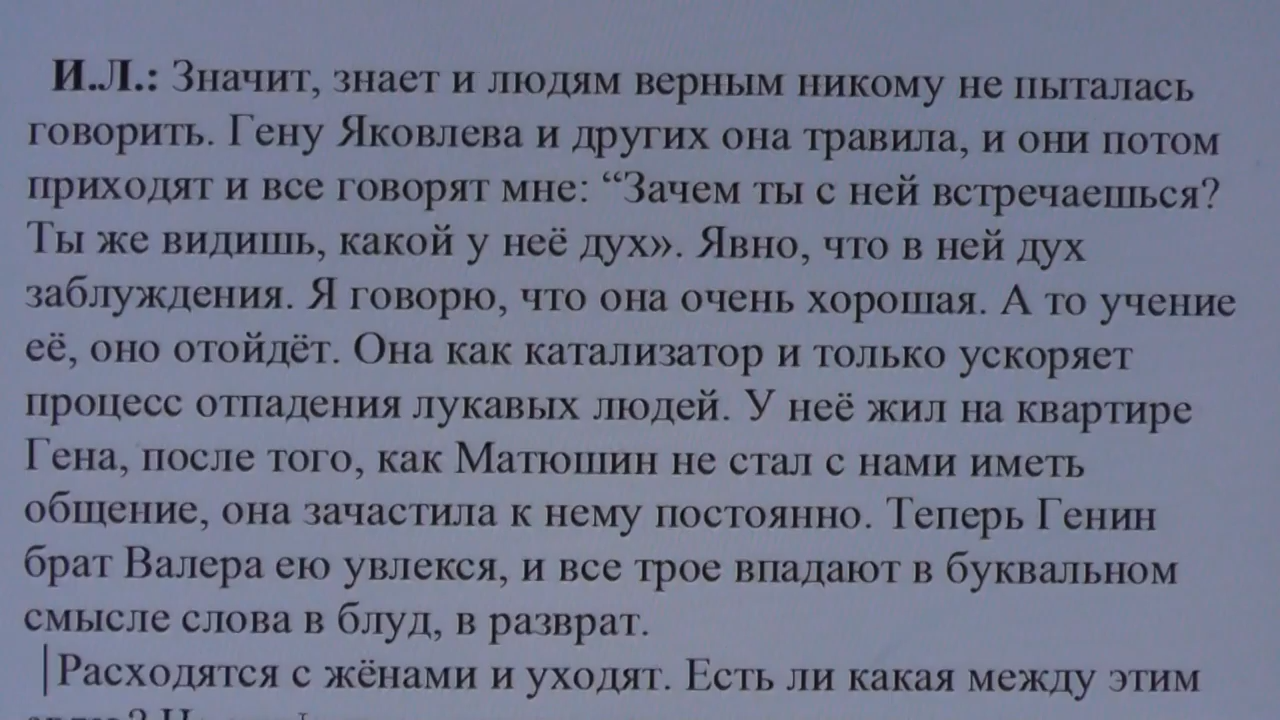 И.Л.: Значит, знает и людям верным никому не пыталась
говорить. Гену Яковлева и других она травила, и они потом
приходят и все говорят мне: “Зачем ты с ней встречаешься?
Ты же видишь, какой у неё дух». Явно, что в ней дух
заблуждения. Я говорю, что она очень хорошая. А то учение
её, оно отойдёт. Она как катализатор и только ускоряет
процесс отпадения лукавых людей. У неё жил на квартире
Гена, после того, как Матюшин не стал с нами иметь
общение, она зачастила к нему постоянно. Теперь Генин
брат Валера ею увлекся, и все трое впадают в буквальном
смысле слова в блуд, в разврат.
Расходятся с жёнами и уходят. Есть ли какая между этим